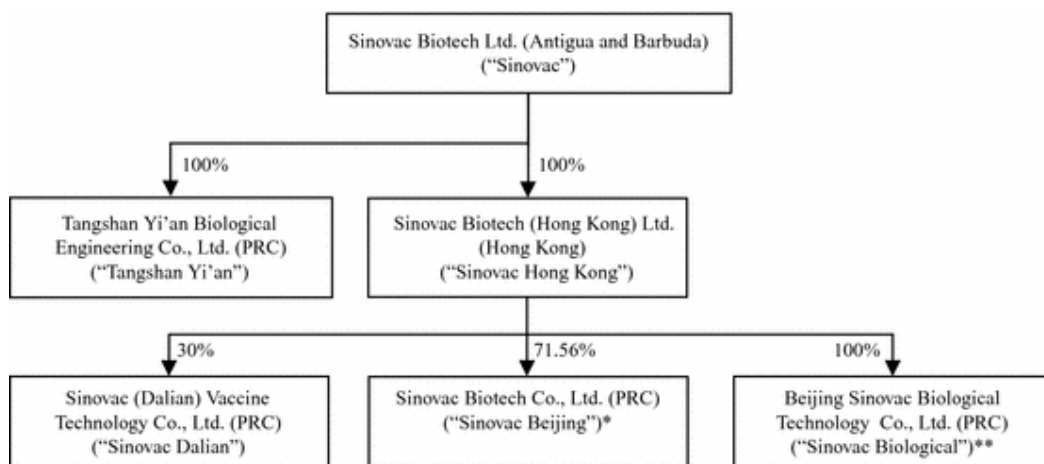 Sinovac Biotech Ltd. (Antigua and Barbuda)
(“Sinovac”)
100%
100%
Tangshan Yi’an Biological
Engineering Co., Ltd. (PRC)
(“Tangshan Yi’an”)
Sinovac Biotech (Hong Kong) Ltd.
(Hong Kong)
(“Sinovac Hong Kong”)
30%
71.56%
100%
Sinovac (Dalian) Vaccine
Technology Co., Ltd. (PRC)
(“Sinovac Dalian”)
Sinovac Biotech Co., Ltd. (PRC)
(“Sinovac Beijing”)*
Beijing Sinovac Biological
Technology Co., Ltd. (PRC)
(“Sinovac Biological”)**